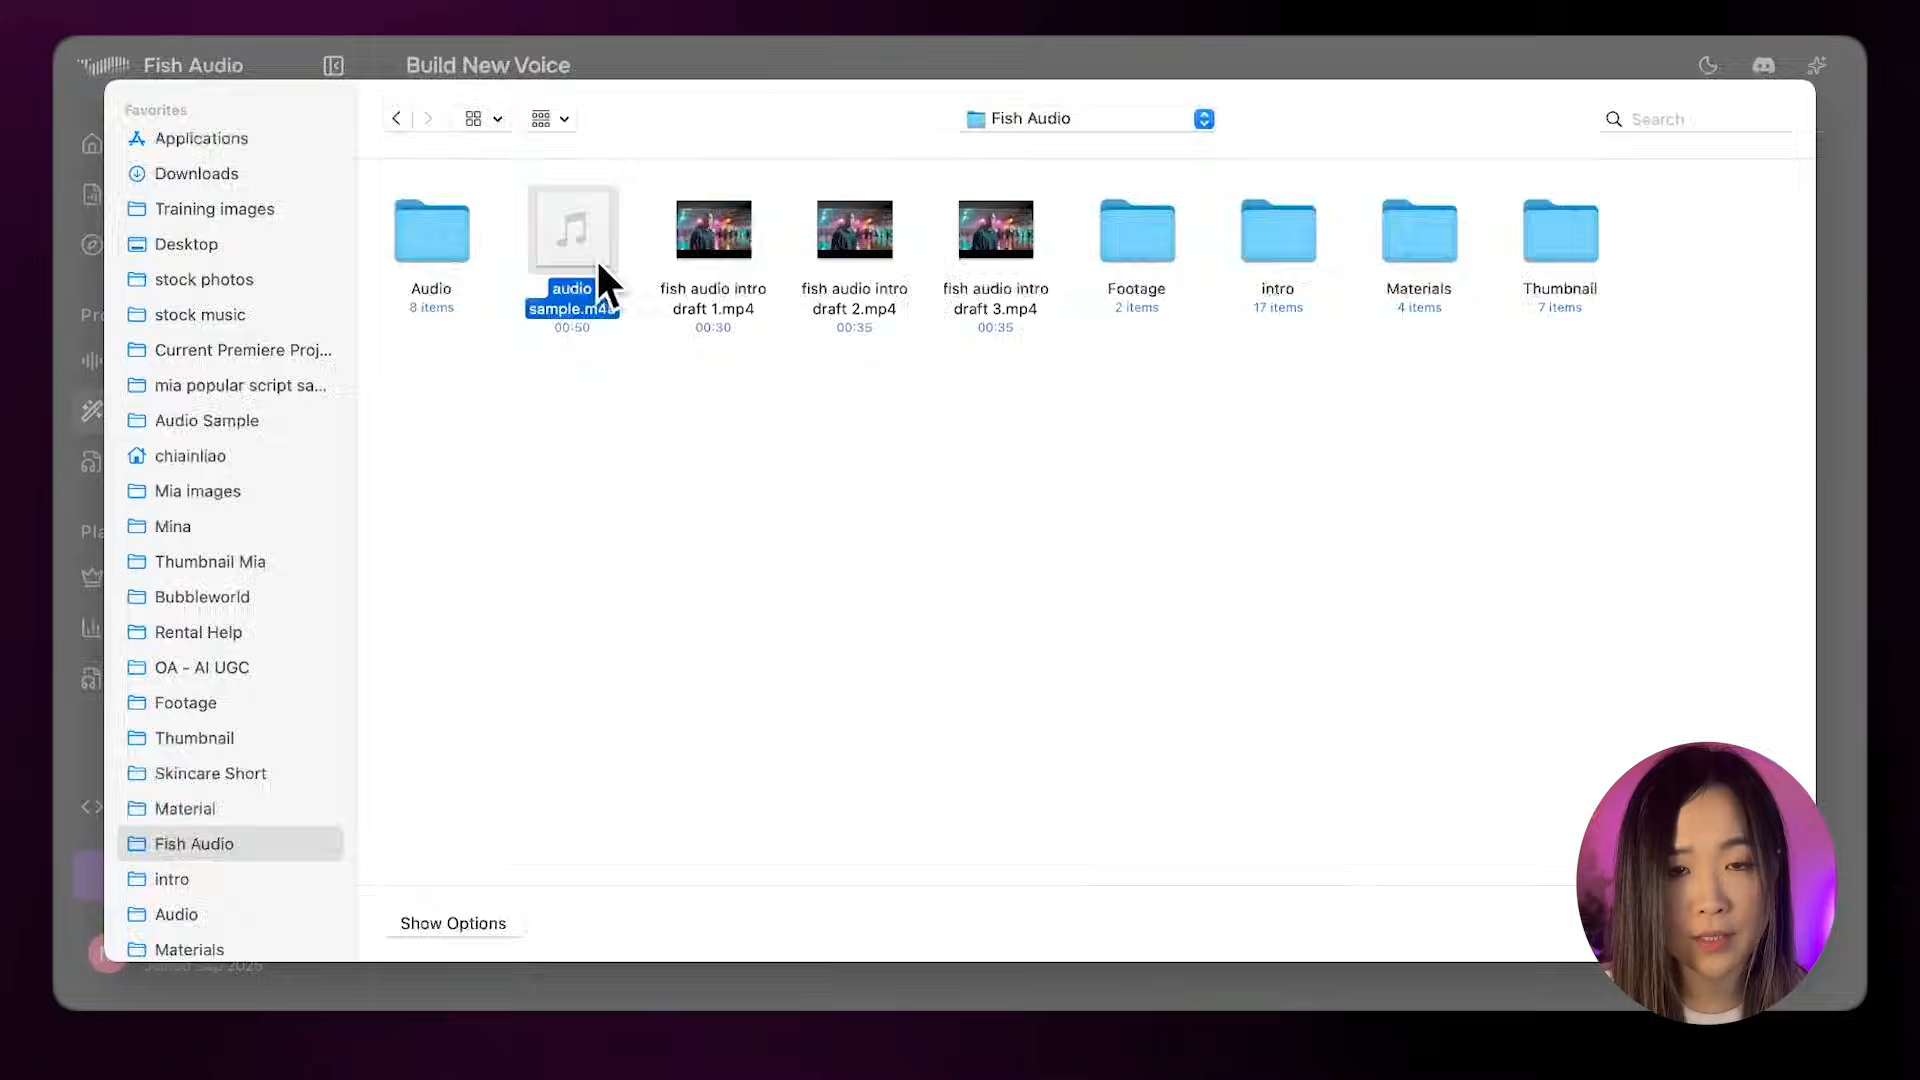 Fish Audio
Build New Voice
Favorites
Applications
Downloads
Training images
Desktop
stock photos
stock music
Current Premiere Proj...
mia popular script sa...
Audio Sample
chiainliao
Mia images
Mina
Thumbnail Mia
Bubbleworld
Rental Help
OA - AI UGC
Footage
Thumbnail
Skincare Short
Material
Fish Audio
intro
Audio
Materials
Fish Audio
Search
Audio
8 items
audio
sample.m4a
00:50
fish audio intro
draft 1.mp4
00:30
fish audio intro
draft 2.mp4
00:35
fish audio intro
draft 3.mp4
00:35
Footage
2 items
intro
17 items
Materials
4 items
Thumbnail
7 items
Show Options